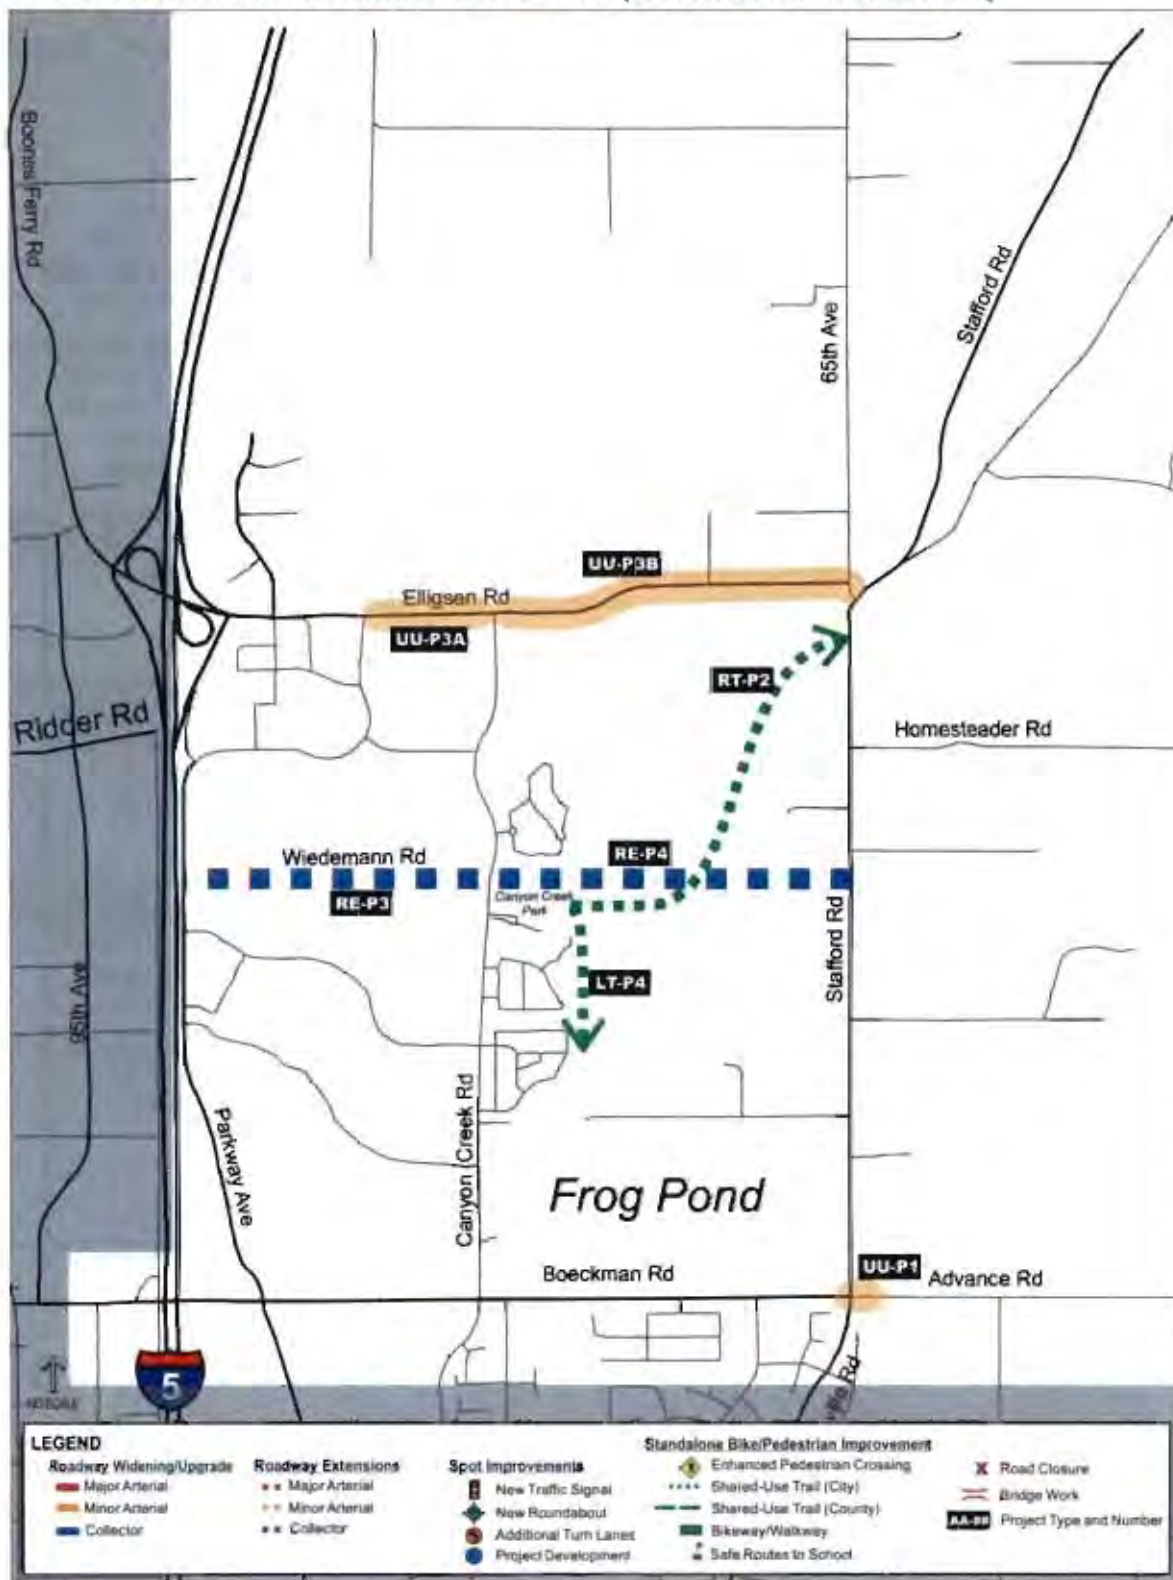 Boones Ferry Rd
Stafford Rd
65th Ave
UU-P3B
Elligsen Rd
UU-P3A
RT-P2
Ridder Rd
Homesteader Rd
Wiedemann Rd
RE-P4
RE-P3
Canyon Creek
Park
Stafford Rd
LT-P4
95th Ave
Canyon Creek Rd
Parkway Ave
Frog Pond
UU-P1
Boeckman Rd
Advance Rd
ville Rd
5
NO SCALE
LEGEND
Roadway Widening/Upgrade
Major Arterial
Minor Arterial
Collector
Roadway Extensions
Major Arterial
Minor Arterial
Collector
Spot Improvements
New Traffic Signal
New Roundabout
Additional Turn Lanes
Project Development
Standalone Bike/Pedestrian Improvement
Enhanced Pedestrian Crossing
Shared-Use Trail (City)
Shared-Use Trail (County)
Bikeway/Walkway
Safe Routes to School
Road Closure
Bridge Work
AA-## Project Type and Number